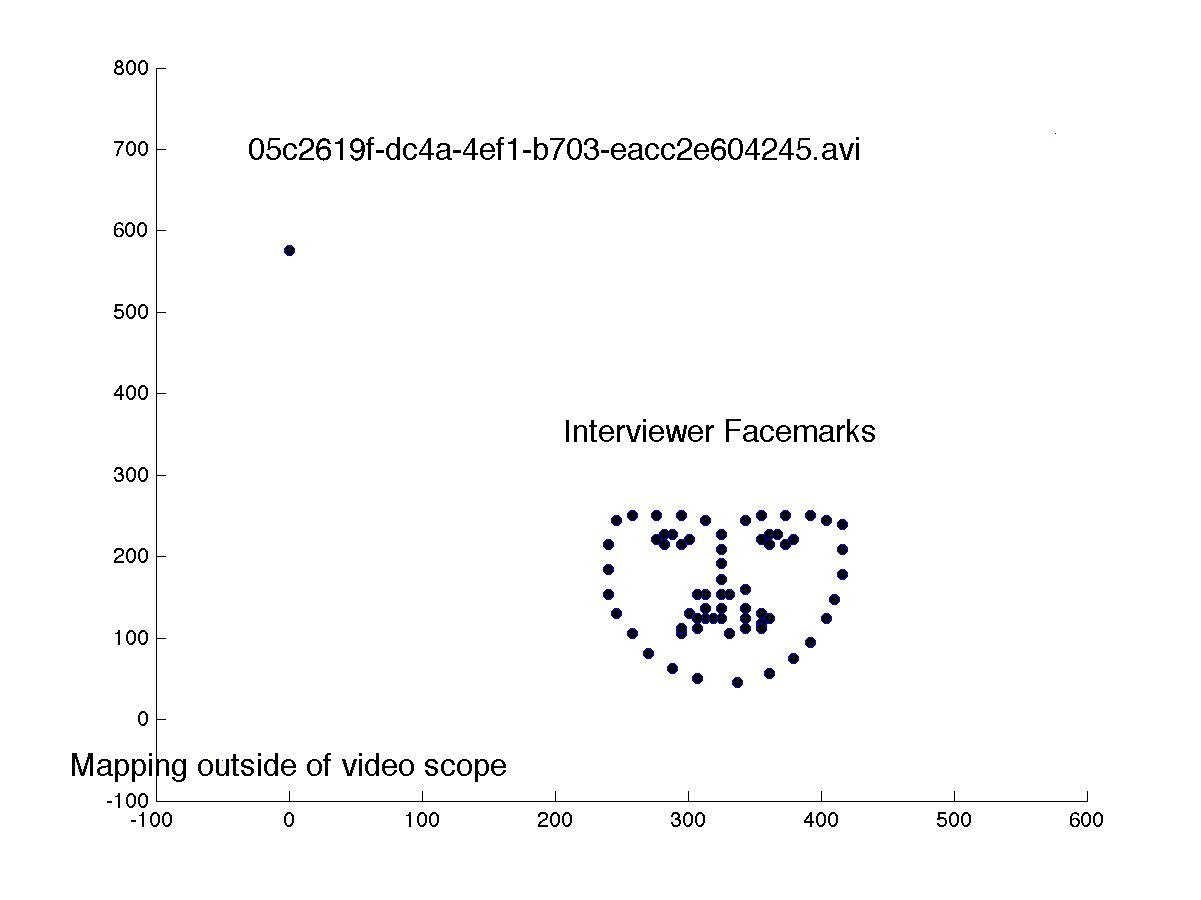 800
700
05c2619f-dc4a-4ef1-b703-eacc2e604245.avi
600
500
400
Interviewer Facemarks
300
200
100
0
Mapping outside of video scope
-100
-100 0 100 200 300 400 500 600